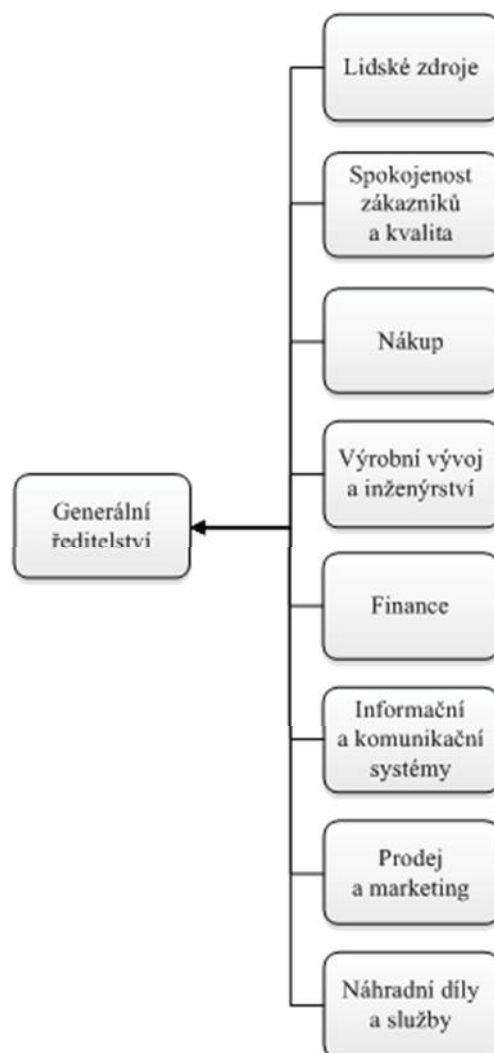 Lidské zdroje
Spokojenost
zákazníků
a kvalita
Nákup
Výrobní vývoj
a inženýrství
Generální
ředitelství
Finance
Informační
a komunikační
systémy
Prodej
a marketing
Náhradní díly
a služby